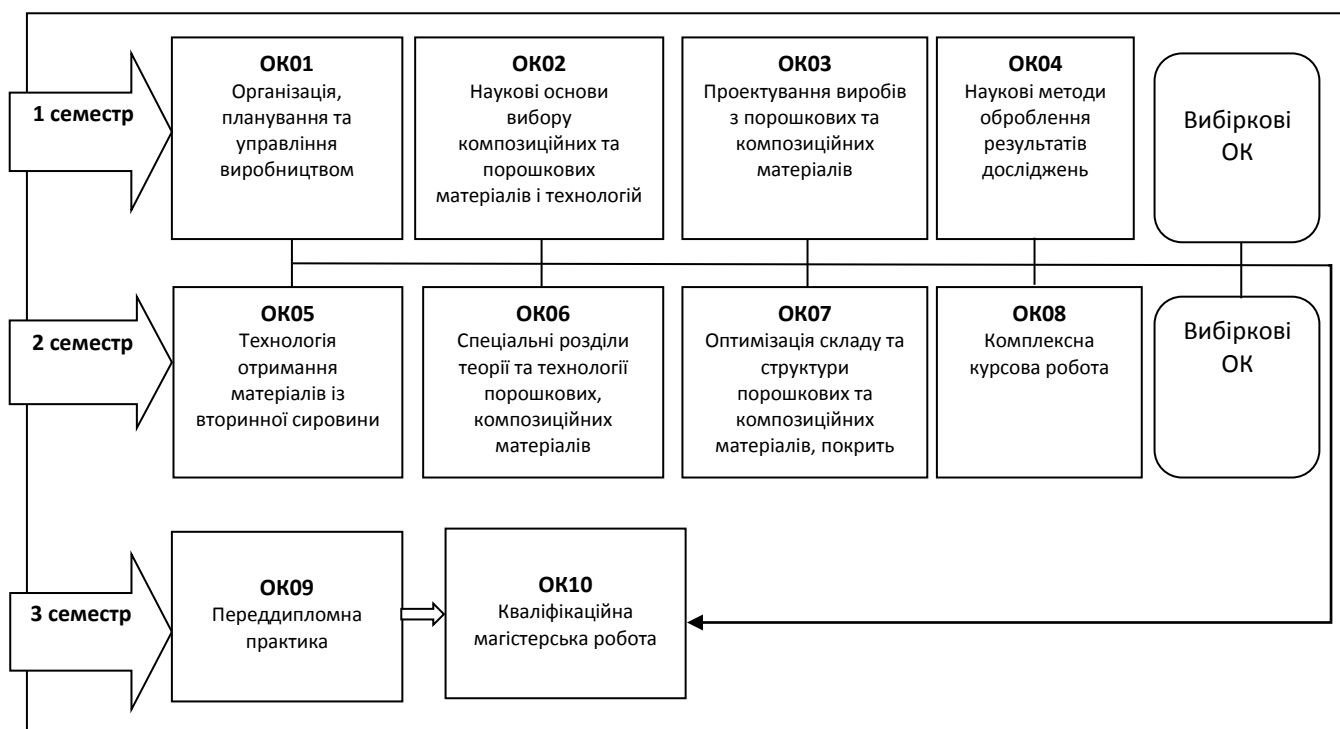 1 семестр
ОК01
Організація,
планування та
управління
виробництвом
ОК02
Наукові основи
вибору
композиційних та
порошкових
матеріалів і технологій
ОК03
Проектування виробів
з порошкових та
композиційних
матеріалів
ОК04
Наукові методи
оброблення
результатів
досліджень
Вибіркові
ОК
2 семестр
ОК05
Технологія
отримання
матеріалів із
вторинної сировини
ОК06
Спеціальні розділи
теорії та технології
порошкових,
композиційних
матеріалів
ОК07
Оптимізація складу та
структури
порошкових та
композиційних
матеріалів, покрить
ОК08
Комплексна
курсова робота
Вибіркові
ОК
3 семестр
ОК09
Переддипломна
практика
ОК10
Кваліфікаційна
магістерська робота